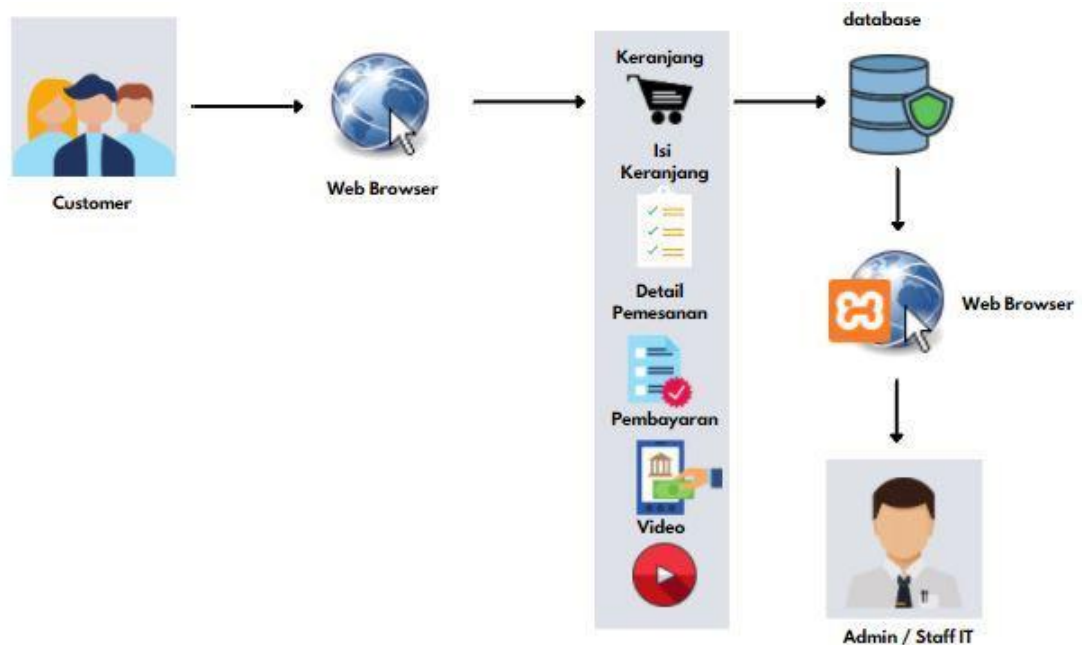 Customer
Web Browser
Keranjang
Isi
Keranjang
Detail
Pemesanan
Pembayaran
Video
database
Web Browser
Admin / Staff IT